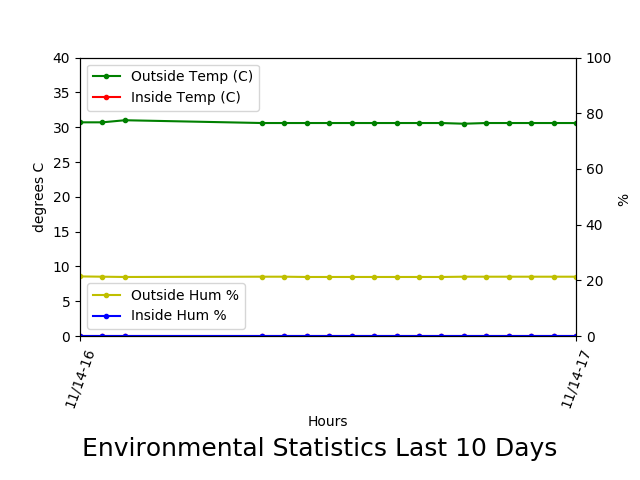 40
35
30
25
20
15
10
5
0
degrees C
100
80
60
40
20
0
%
Outside Temp (C)
Inside Temp (C)
Outside Hum %
Inside Hum %
11/14-16
11/14-17
Hours
Environmental Statistics Last 10 Days